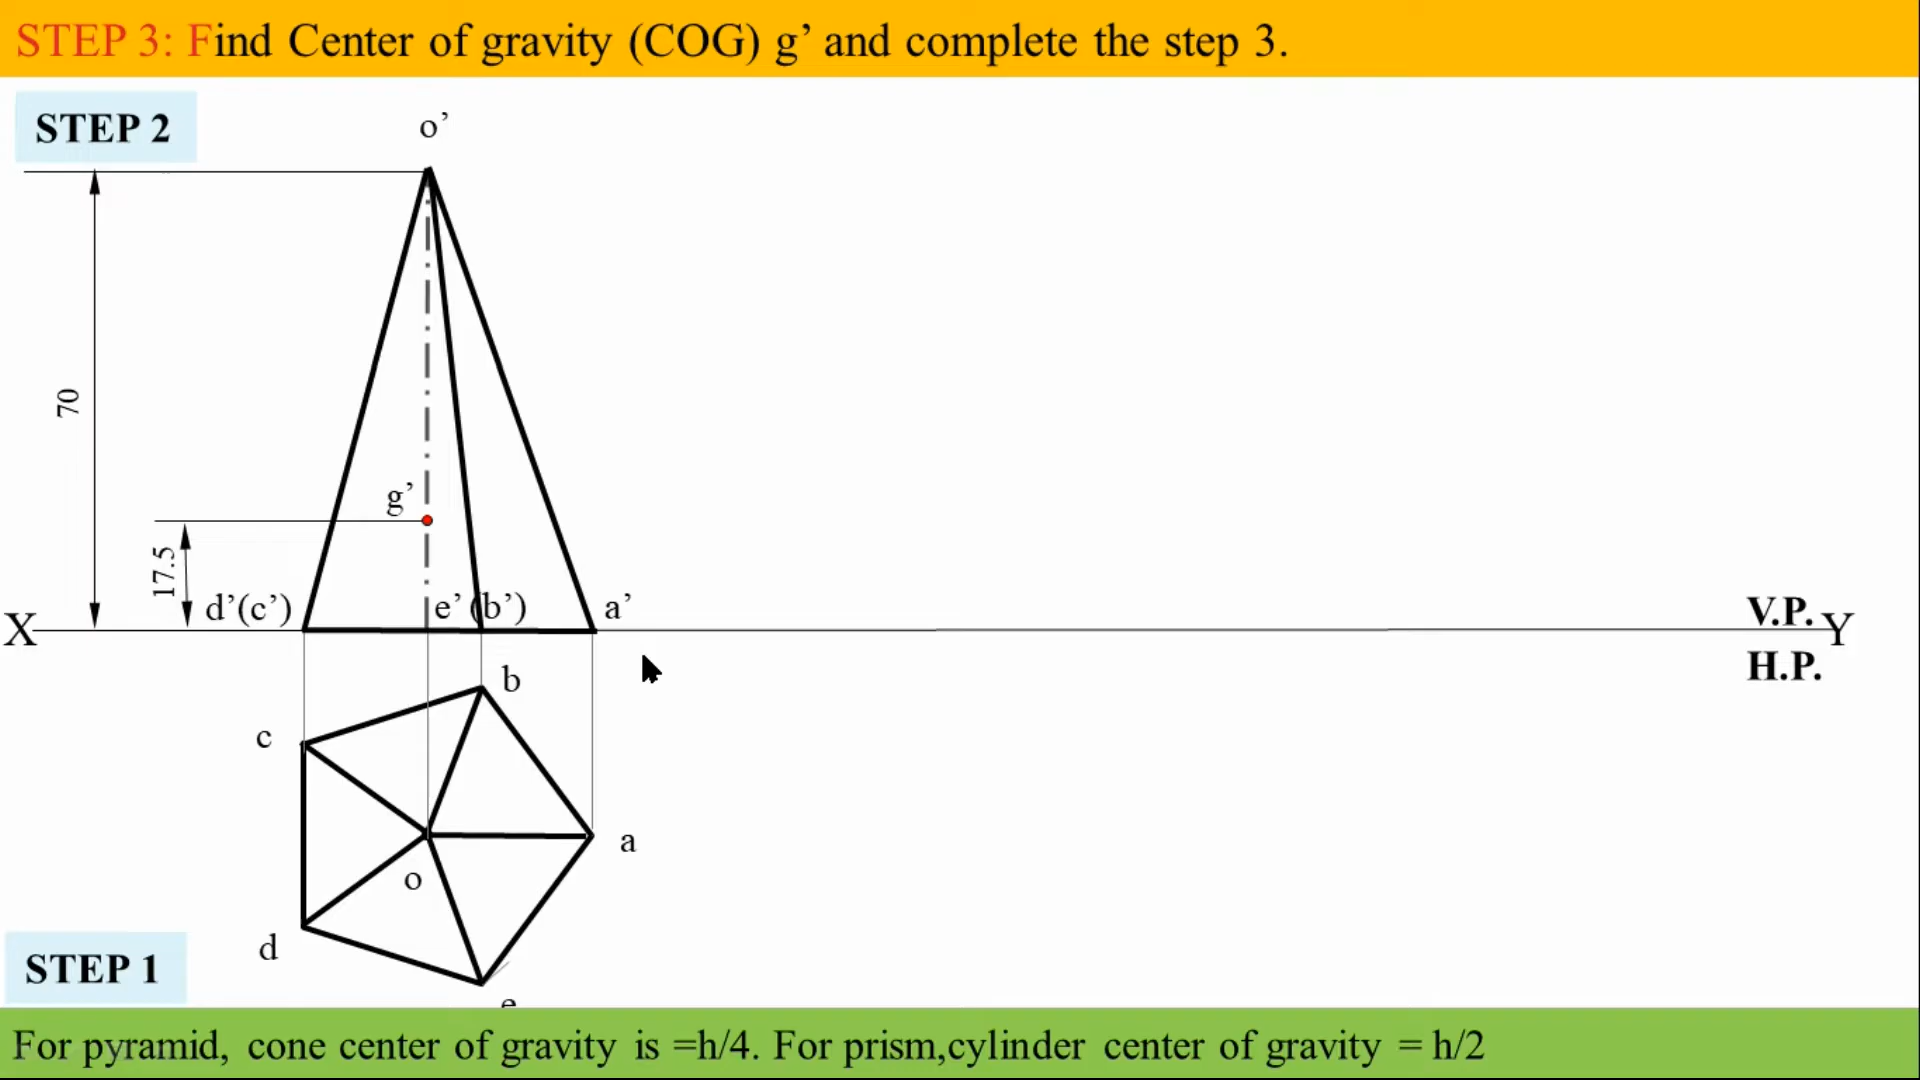 STEP 3: Find Center of gravity (COG) g’ and complete the step 3.
STEP 2
o’
70
g’
17.5
d’(c’)
e’ (b’)
a’
X
V.P.
Y
H.P.
b
c
a
o
d
STEP 1
e
For pyramid, cone center of gravity is =h/4. For prism,cylinder center of gravity = h/2